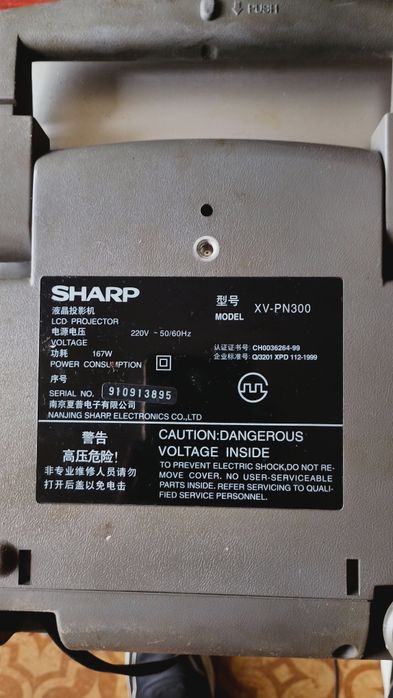 PUSH
SHARP
液晶投影机
LCD PROJECTOR
型号
MODEL XV-PN300
电源电压
VOLTAGE 220V ~ 50/60Hz
功耗
POWER CONSUMPTION 167W
认证证书号: CH0036264-99
企业标准号: Q/3201 XPD 112-1999
序号
SERIAL NO. 910913895
南京夏普电子有限公司
NANJING SHARP ELECTRONICS CO.,LTD
警告
高压危险!
非专业维修人员请勿
打开后盖以免电击
CAUTION:DANGEROUS
VOLTAGE INSIDE
TO PREVENT ELECTRIC SHOCK,DO NOT RE-
MOVE COVER. NO USER-SERVICEABLE
PARTS INSIDE. REFER SERVICING TO QUALI-
FIED SERVICE PERSONNEL.